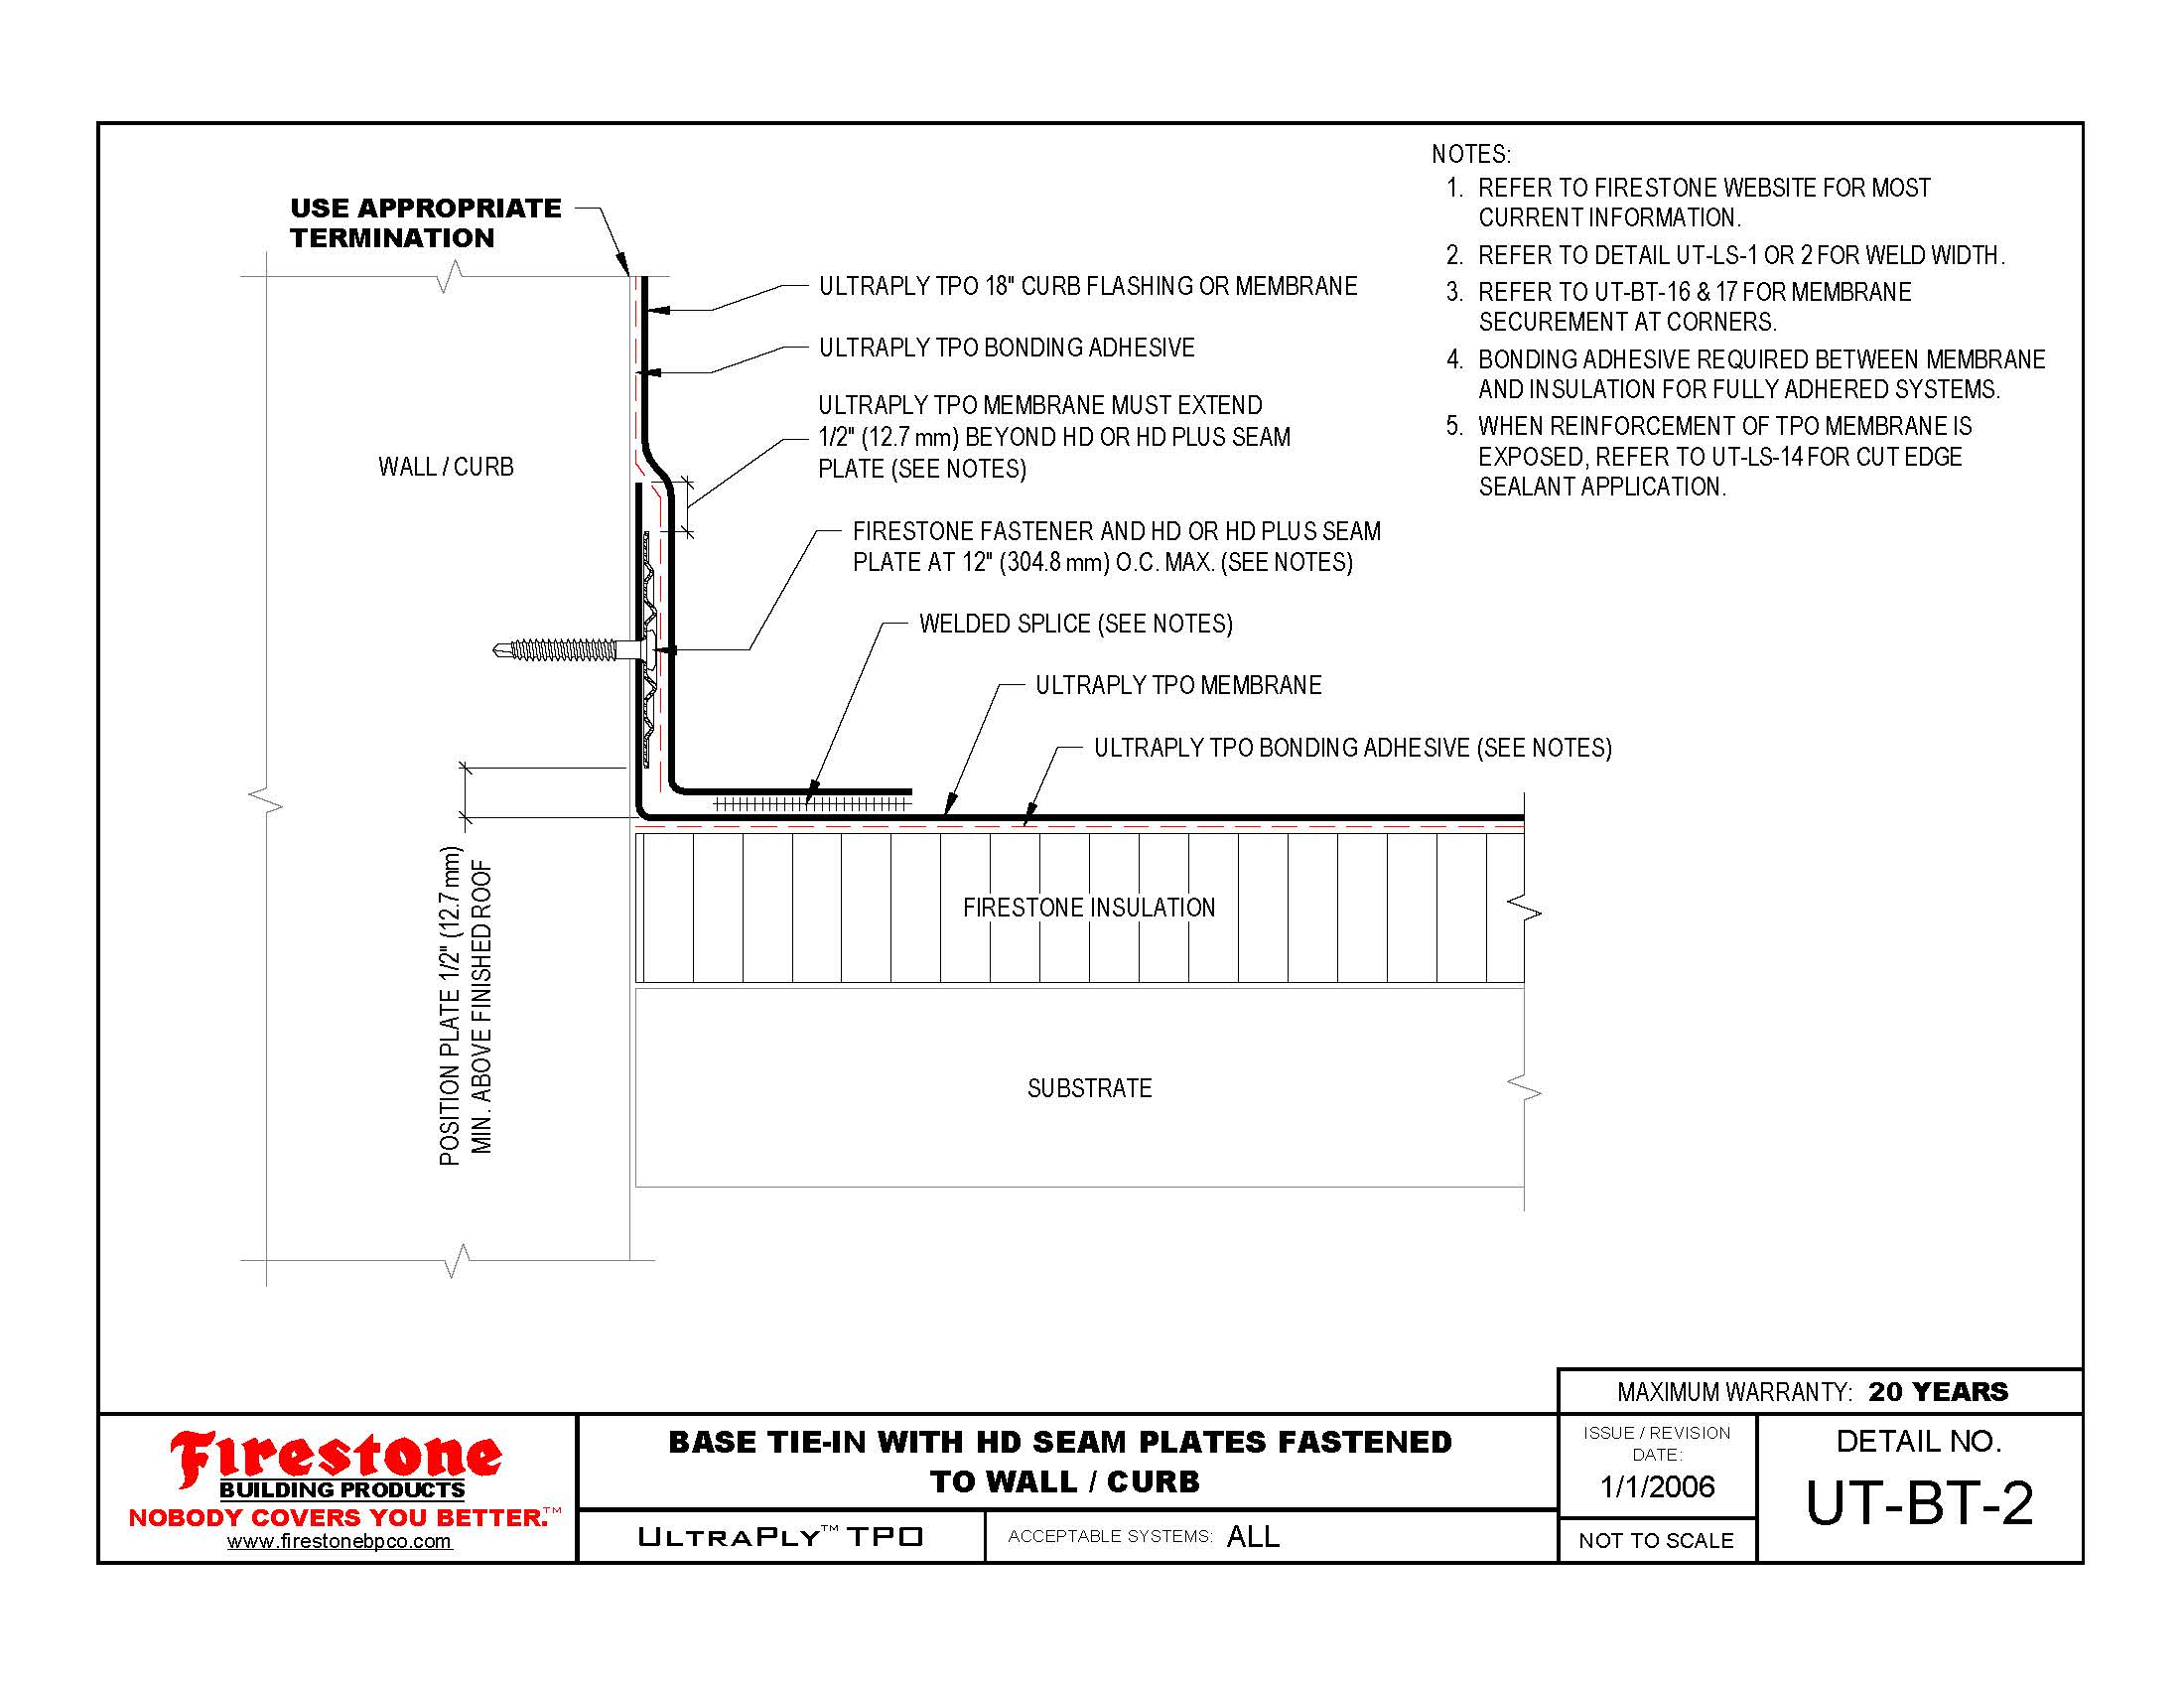 NOTES:
1. REFER TO FIRESTONE WEBSITE FOR MOST
CURRENT INFORMATION.
2. REFER TO DETAIL UT-LS-1 OR 2 FOR WELD WIDTH.
3. REFER TO UT-BT-16 & 17 FOR MEMBRANE
SECUREMENT AT CORNERS.
4. BONDING ADHESIVE REQUIRED BETWEEN MEMBRANE
AND INSULATION FOR FULLY ADHERED SYSTEMS.
5. WHEN REINFORCEMENT OF TPO MEMBRANE IS
EXPOSED, REFER TO UT-LS-14 FOR CUT EDGE
SEALANT APPLICATION.
USE APPROPRIATE
TERMINATION
ULTRAPLY TPO 18" CURB FLASHING OR MEMBRANE
ULTRAPLY TPO BONDING ADHESIVE
ULTRAPLY TPO MEMBRANE MUST EXTEND
1/2" (12.7 mm) BEYOND HD OR HD PLUS SEAM
PLATE (SEE NOTES)
WALL / CURB
FIRESTONE FASTENER AND HD OR HD PLUS SEAM
PLATE AT 12" (304.8 mm) O.C. MAX. (SEE NOTES)
WELDED SPLICE (SEE NOTES)
ULTRAPLY TPO MEMBRANE
ULTRAPLY TPO BONDING ADHESIVE (SEE NOTES)
POSITION PLATE 1/2" (12.7 mm)
MIN. ABOVE FINISHED ROOF
FIRESTONE INSULATION
SUBSTRATE
MAXIMUM WARRANTY: 20 YEARS
Firestone
BUILDING PRODUCTS
NOBODY COVERS YOU BETTER.™
www.firestonebpco.com
BASE TIE-IN WITH HD SEAM PLATES FASTENED
TO WALL / CURB
ULTRAPLY™ TPO
ACCEPTABLE SYSTEMS: ALL
ISSUE / REVISION
DATE:
1/1/2006
NOT TO SCALE
DETAIL NO.
UT-BT-2